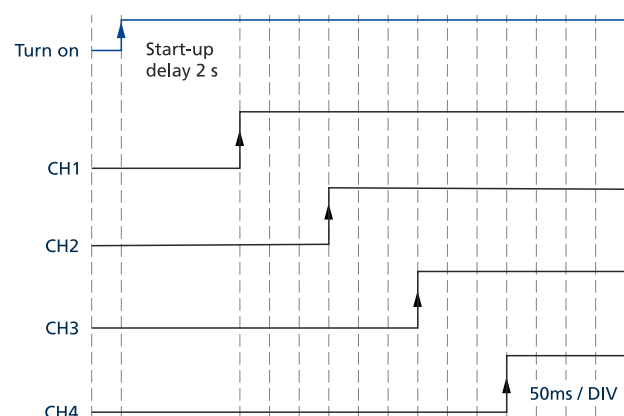 Turn on
Start-up
delay 2 s
CH1
CH2
CH3
CH4
50ms / DIV